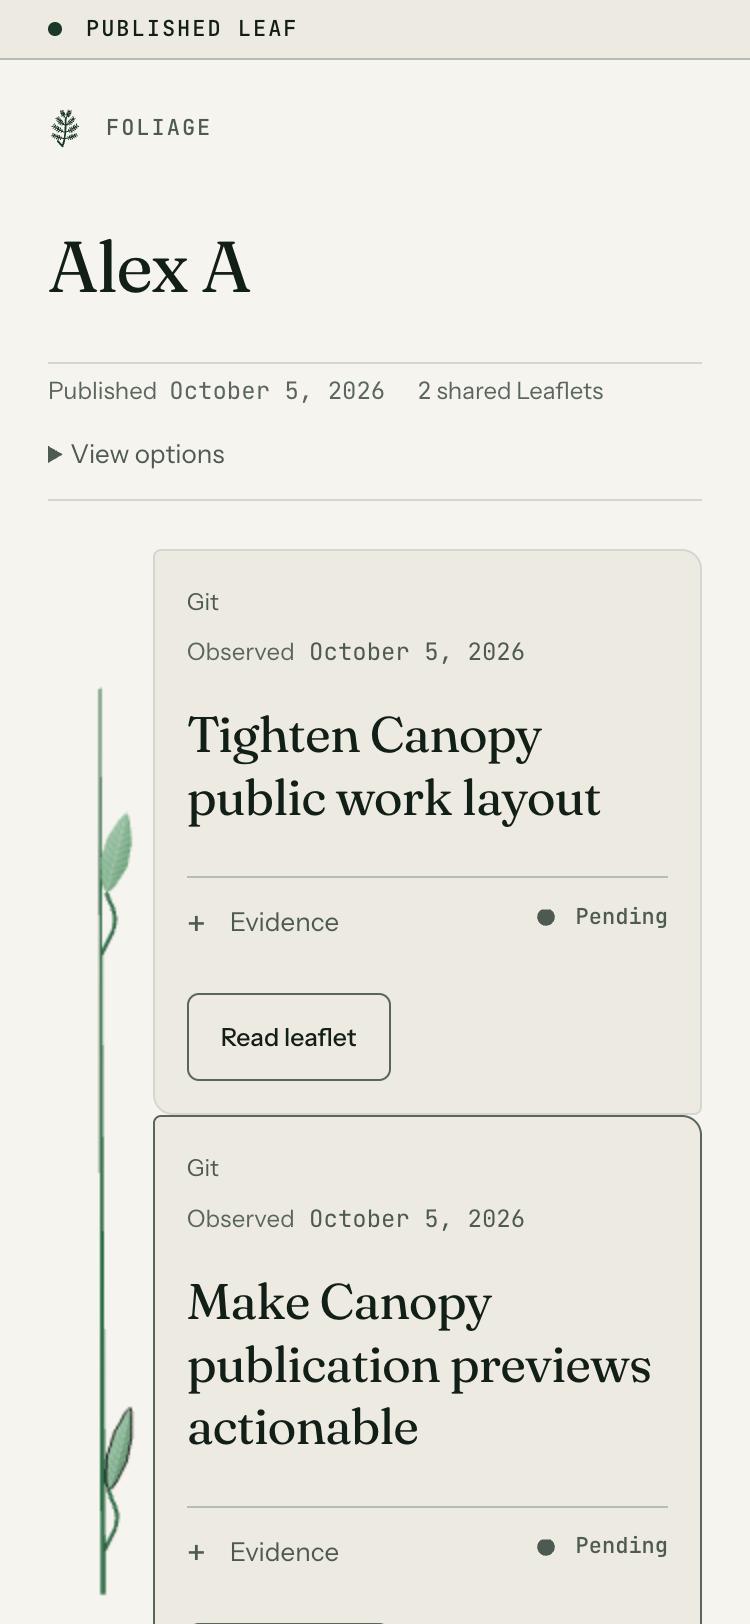 PUBLISHED LEAF
FOLIAGE
Alex A
Published October 5, 2026 2 shared Leaflets
▶ View options
Git
Observed October 5, 2026
Tighten Canopy
public work layout
+ Evidence Pending
Read leaflet
Git
Observed October 5, 2026
Make Canopy
publication previews
actionable
+ Evidence Pending